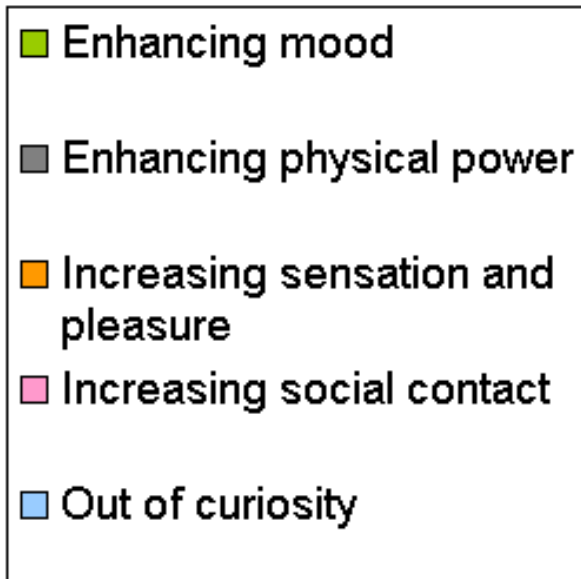 Enhancing mood
Enhancing physical power
Increasing sensation and
pleasure
Increasing social contact
Out of curiosity